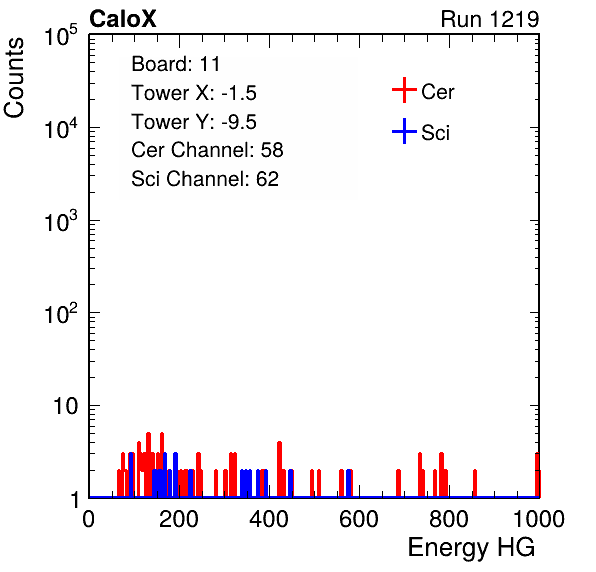 CaloX Run 1219
Counts
10^5
10^4
10^3
10^2
10
1
Board: 11
Tower X: -1.5
Tower Y: -9.5
Cer Channel: 58
Sci Channel: 62
Cer
Sci
0 200 400 600 800 1000
Energy HG